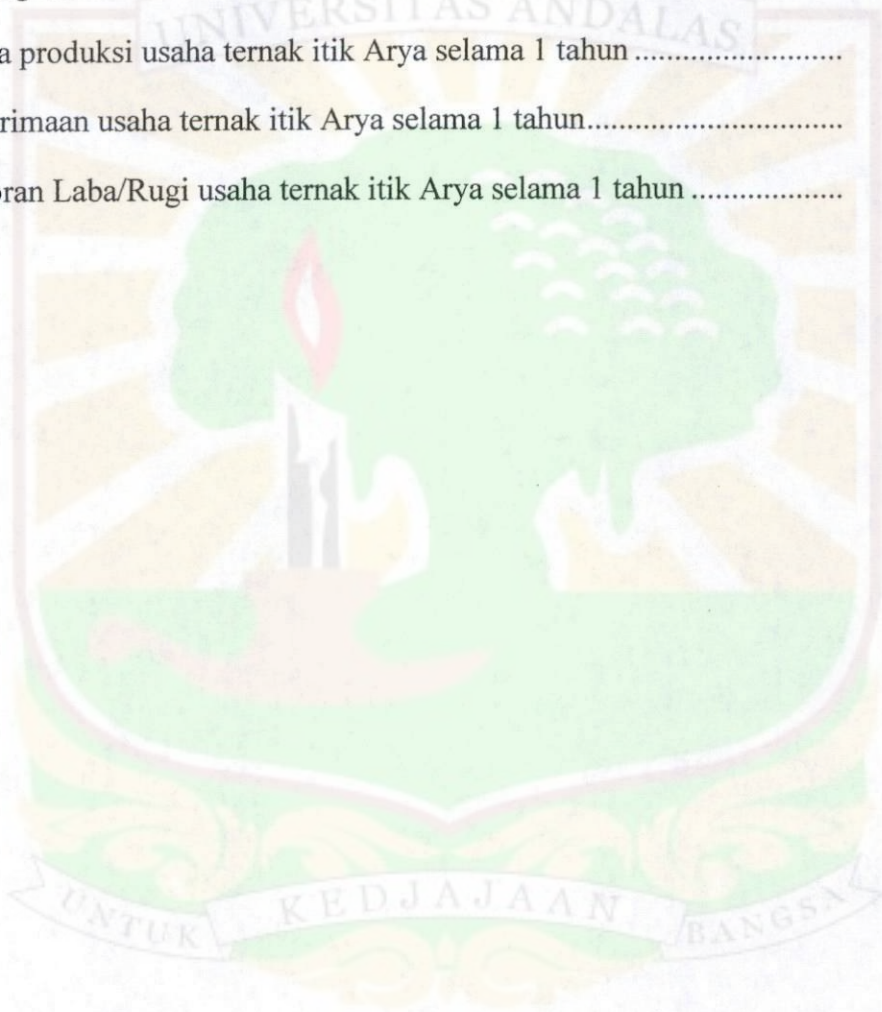 UNIVERSITAS ANDALAS
a produksi usaha ternak itik Arya selama 1 tahun ..........................
rimaan usaha ternak itik Arya selama 1 tahun................................
ran Laba/Rugi usaha ternak itik Arya selama 1 tahun ...................
UNTUK KEDJAJAAN BANGSA